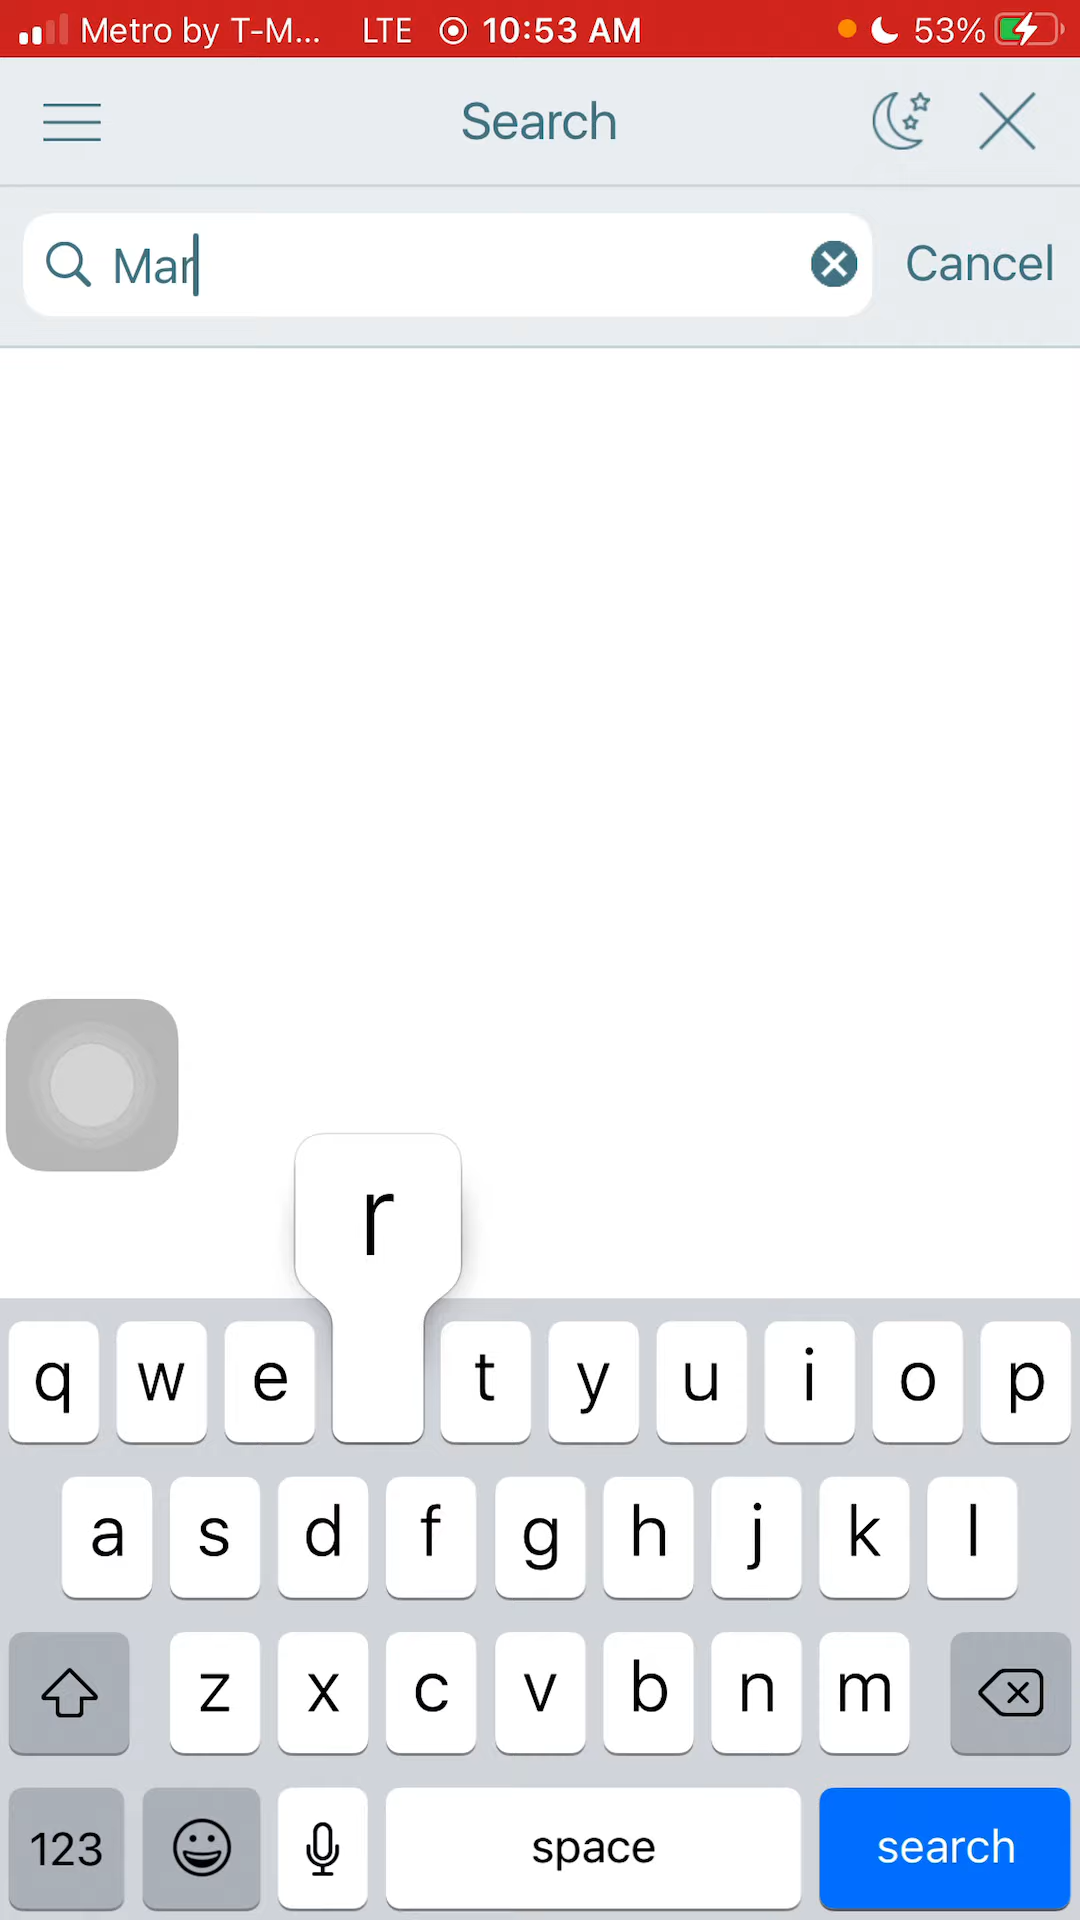 Metro by T-M... LTE 10:53 AM 53%
Search
Mar
Cancel
r
q w e t y u i o p
a s d f g h j k l
z x c v b n m
123 space search